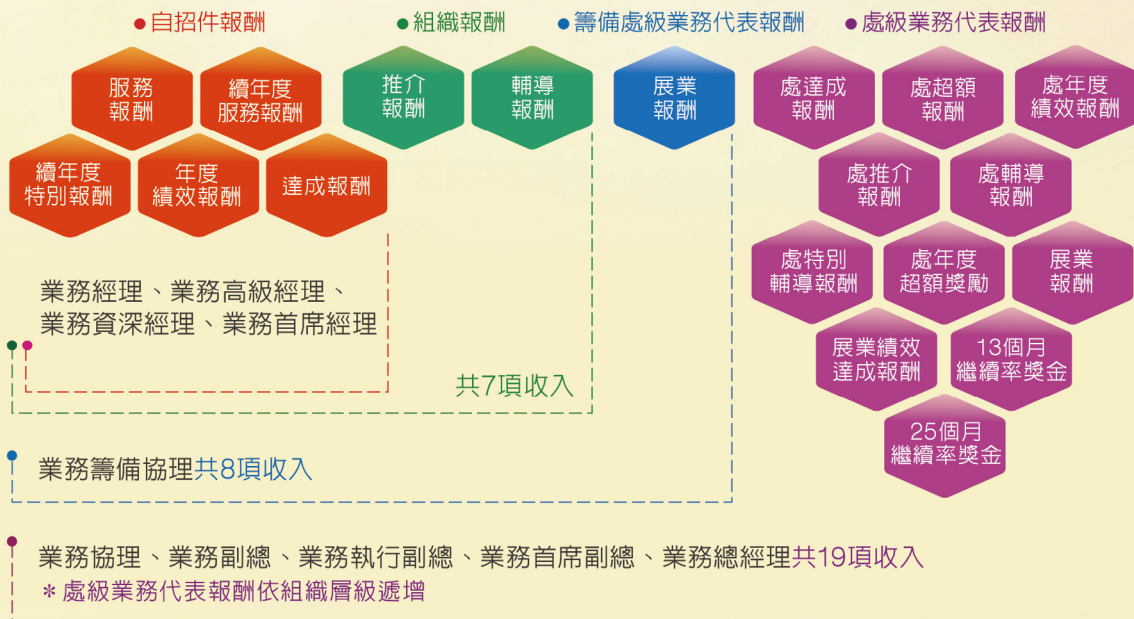 ●自招件報酬
●組織報酬
●籌備處級業務代表報酬
●處級業務代表報酬
服務
報酬
續年度
服務報酬
續年度
特別報酬
年度
績效報酬
達成報酬
推介
報酬
輔導
報酬
展業
報酬
處達成
報酬
處超額
報酬
處年度
績效報酬
處推介
報酬
處輔導
報酬
處特別
輔導報酬
處年度
超額獎勵
展業
報酬
展業績效
達成報酬
13個月
繼續率獎金
25個月
繼續率獎金
業務經理、業務高級經理、
業務資深經理、業務首席經理
共7項收入
業務籌備協理共8項收入
業務協理、業務副總、業務執行副總、業務首席副總、業務總經理共19項收入
＊處級業務代表報酬依組織層級遞增